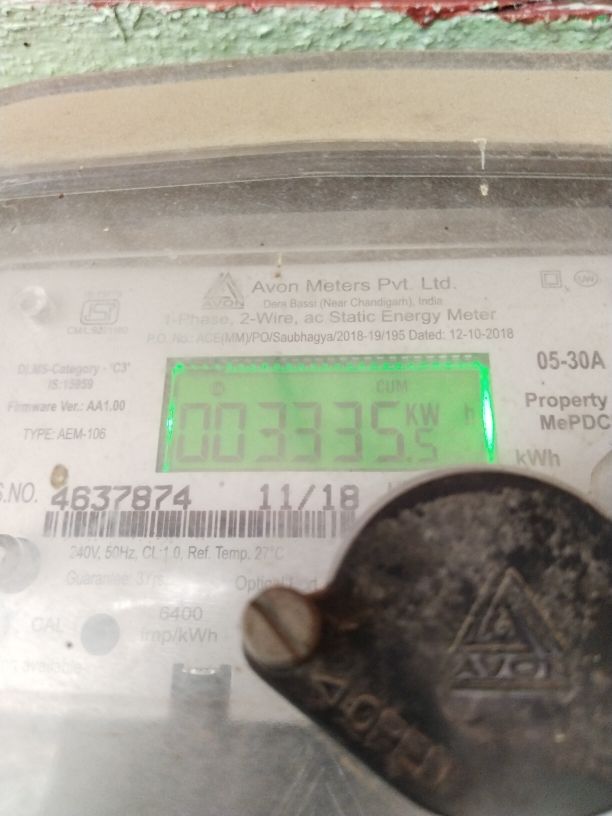 AVON
Avon Meters Pvt. Ltd.
Dera Bassi (Near Chandigarh), India
1-Phase, 2-Wire, ac Static Energy Meter
P.O. No.: ACE(MM)/PO/Saubhagya/2018-19/195 Dated: 12-10-2018
DLMS-Category - 'C3'
IS:15959
Firmware Ver.: AA1.00
TYPE: AEM-106
05-30A
Property
MePDC
CUM
003335.5 KW h
kWh
S.NO. 4637874 11/18
240V, 50Hz, CL:1.0, Ref. Temp. 27°C
Guarantee:
CAL
6400
imp/kWh
AVON
OPEN